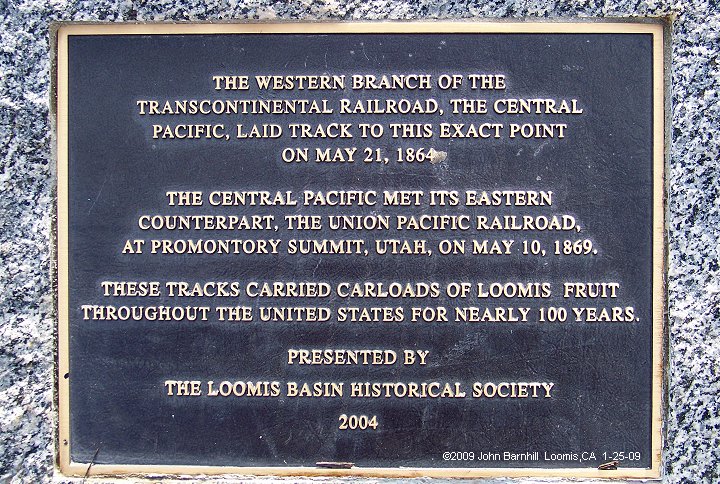 THE WESTERN BRANCH OF THE
TRANSCONTINENTAL RAILROAD, THE CENTRAL
PACIFIC, LAID TRACK TO THIS EXACT POINT
ON MAY 21, 1864
THE CENTRAL PACIFIC MET ITS EASTERN
COUNTERPART, THE UNION PACIFIC RAILROAD,
AT PROMONTORY SUMMIT, UTAH, ON MAY 10, 1869.
THESE TRACKS CARRIED CARLOADS OF LOOMIS FRUIT
THROUGHOUT THE UNITED STATES FOR NEARLY 100 YEARS.
PRESENTED BY
THE LOOMIS BASIN HISTORICAL SOCIETY
2004
©2009 John Barnhill Loomis,CA 1-25-09